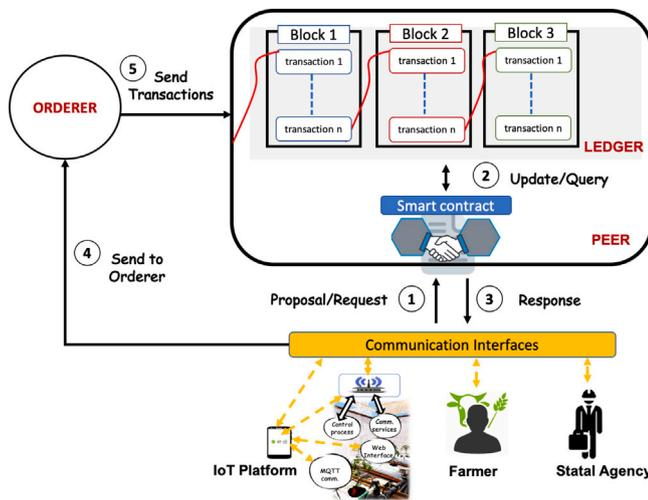 Block 1
Block 2
Block 3
transaction 1
transaction 1
transaction 1
transaction n
transaction n
transaction n
LEDGER
5
Send
Transactions
ORDERER
2
Update/Query
Smart contract
PEER
4
Send to
Orderer
Proposal/Request
1
3
Response
Communication Interfaces
Control
process
Comm.
services
Web
Interface
MQTT
comm.
IoT Platform
Farmer
Statal Agency